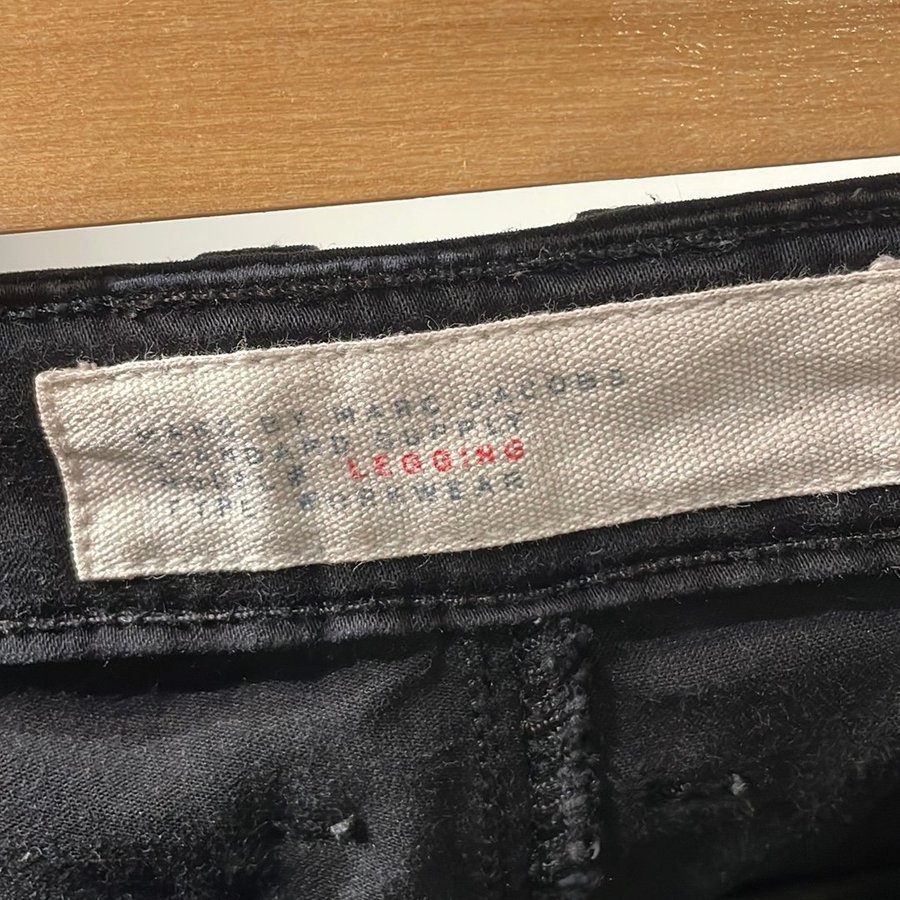 MARC BY MARC JACOBS
STANDARD SUPPLY
LEGGING
TYPE WORKWEAR